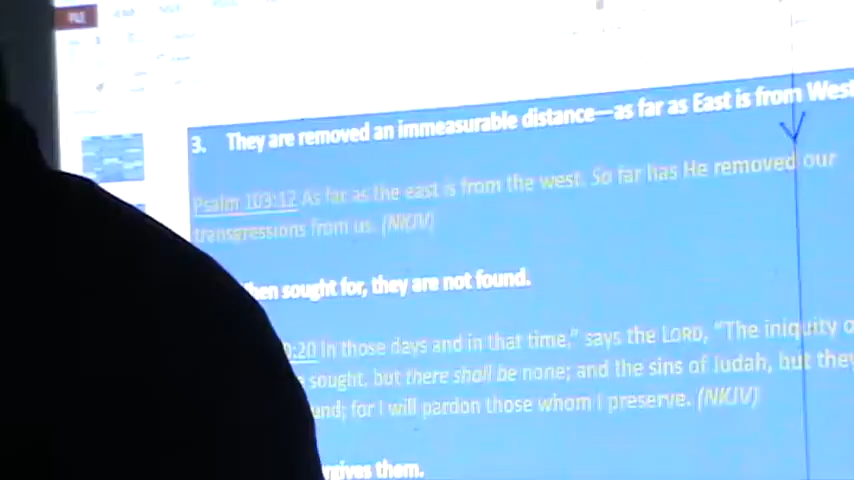 FILE
3. They are removed an immeasurable distance—as far as East is from West
Psalm 103:12 As far as the east is from the west, So far has He removed our
transgressions from us. (NKJV)
hen sought for, they are not found.
0:20 In those days and in that time,” says the LORD, “The iniquity o
sought, but there shall be none; and the sins of Judah, but they
und; for I will pardon those whom I preserve. (NKJV)
rgives them.